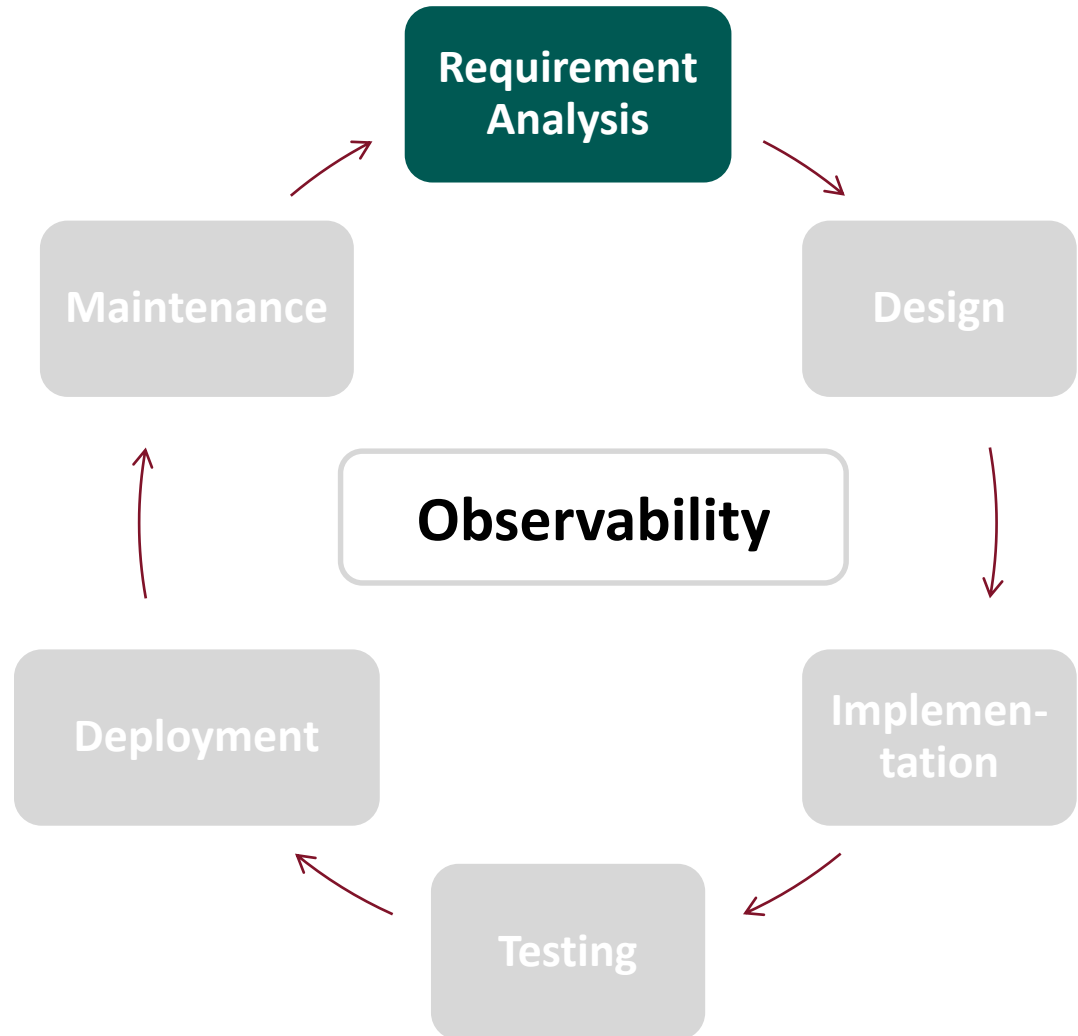 Requirement
Analysis
Maintenance
Design
Observability
Deployment
Implemen-
tation
Testing